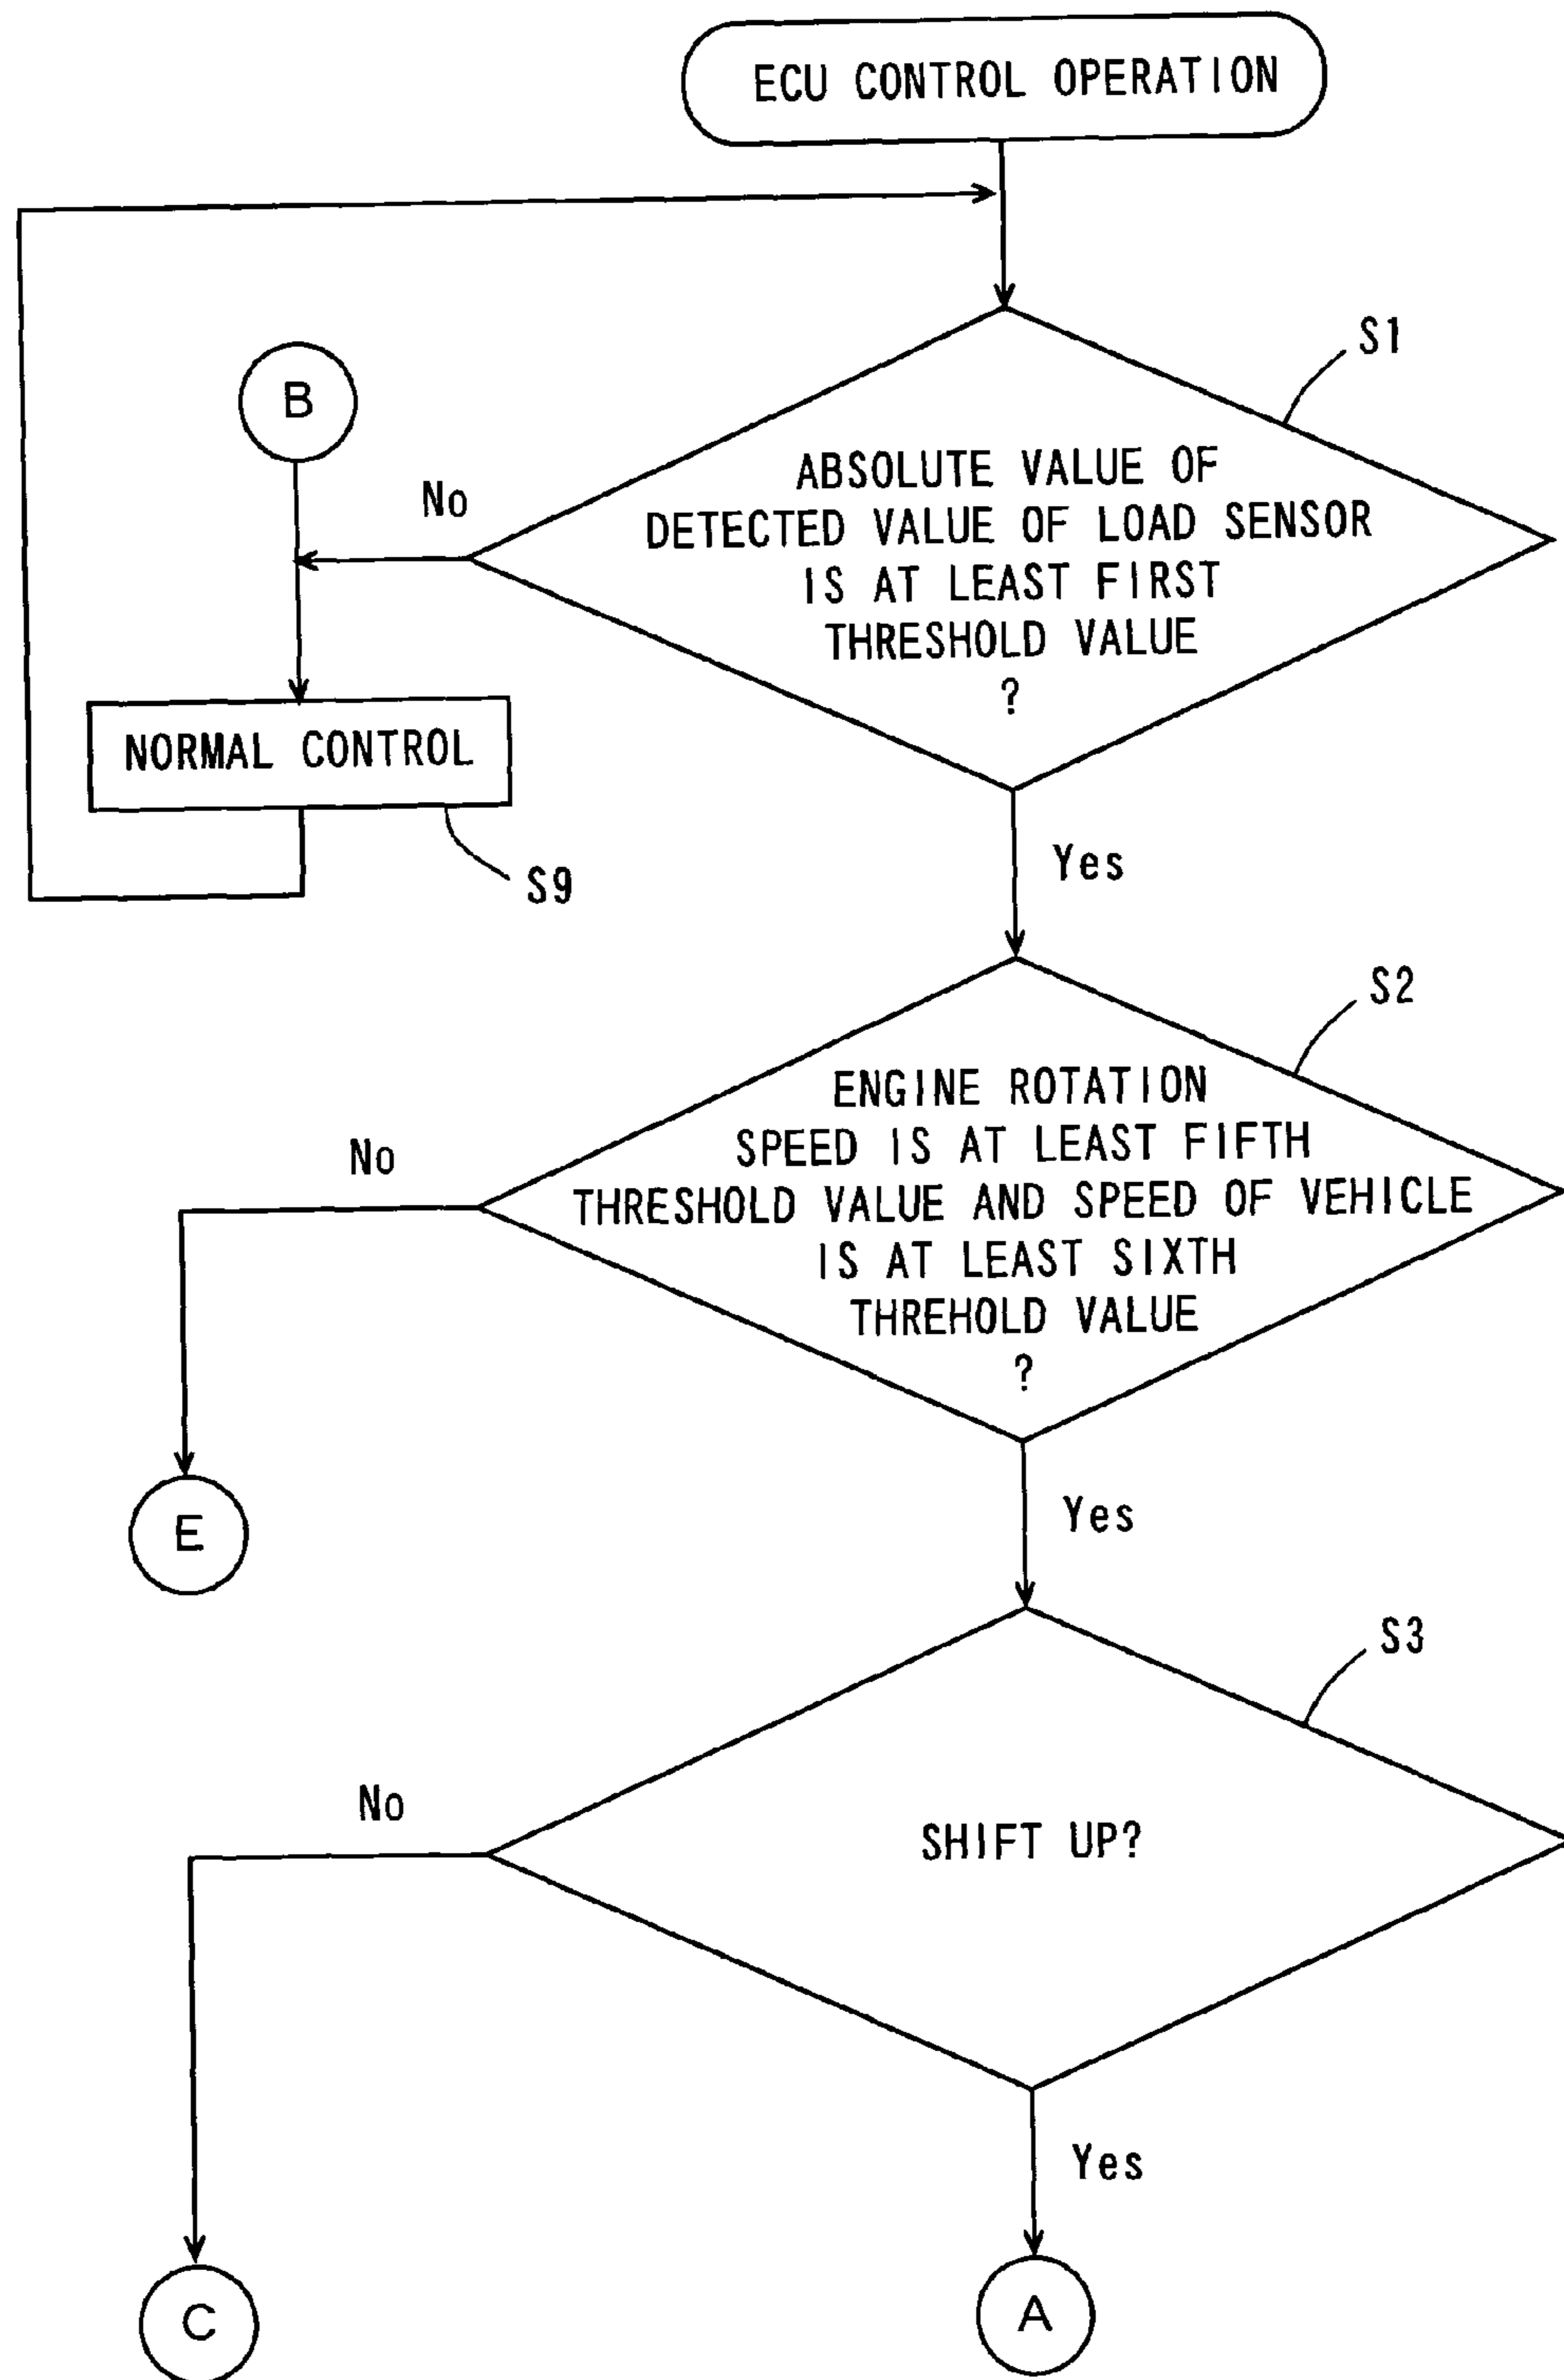 ECU CONTROL OPERATION
S1
B
No
ABSOLUTE VALUE OF
DETECTED VALUE OF LOAD SENSOR
IS AT LEAST FIRST
THRESHOLD VALUE
?
NORMAL CONTROL
S9
Yes
S2
ENGINE ROTATION
SPEED IS AT LEAST FIFTH
THRESHOLD VALUE AND SPEED OF VEHICLE
IS AT LEAST SIXTH
THREHOLD VALUE
?
No
E
Yes
S3
No
SHIFT UP?
Yes
C
A